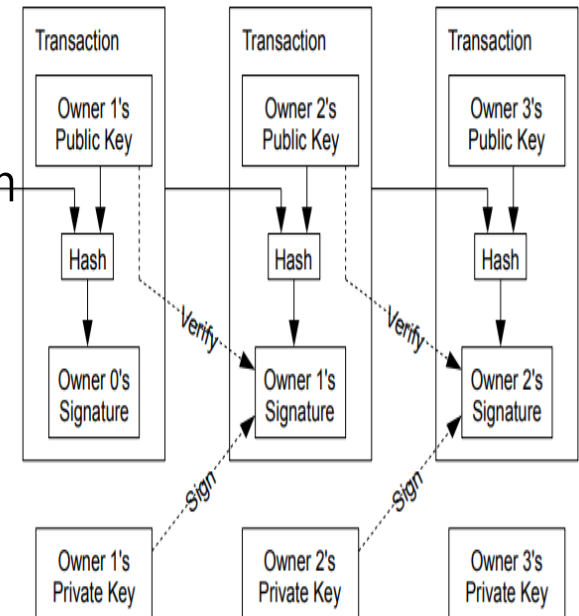 Transaction
Transaction
Transaction
Owner 1's
Public Key
Owner 2's
Public Key
Owner 3's
Public Key
n
Hash
Hash
Hash
Verify
Verify
Owner 0's
Signature
Owner 1's
Signature
Owner 2's
Signature
Sign
Sign
Owner 1's
Private Key
Owner 2's
Private Key
Owner 3's
Private Key